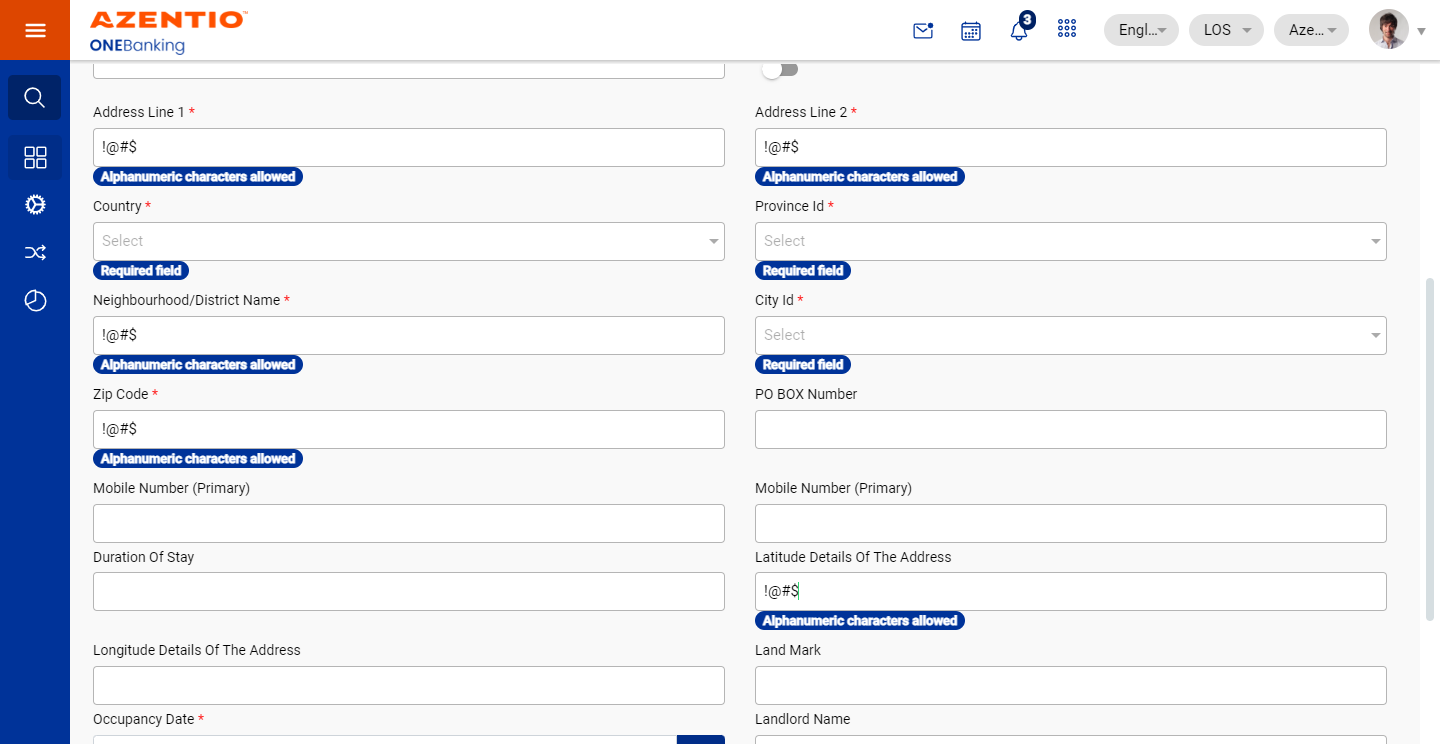 AZENTIO™
ONEBanking
3
Engl...
LOS
Aze...
Address Line 1 *
Address Line 2 *
!@#$
!@#$
Alphanumeric characters allowed
Alphanumeric characters allowed
Country *
Province Id *
Select
Select
Required field
Required field
Neighbourhood/District Name *
City Id *
!@#$
Select
Alphanumeric characters allowed
Required field
Zip Code *
PO BOX Number
!@#$
Alphanumeric characters allowed
Mobile Number (Primary)
Mobile Number (Primary)
Duration Of Stay
Latitude Details Of The Address
!@#$
Alphanumeric characters allowed
Longitude Details Of The Address
Land Mark
Occupancy Date *
Landlord Name